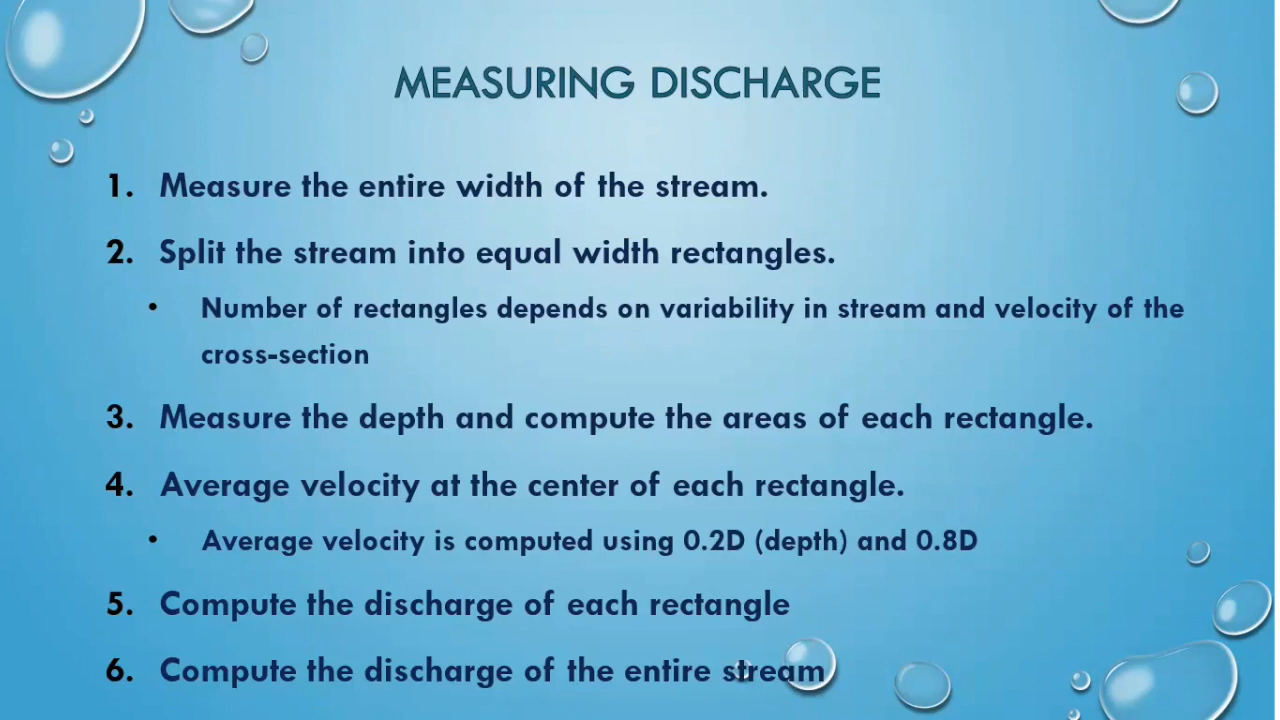 MEASURING DISCHARGE
1. Measure the entire width of the stream.
2. Split the stream into equal width rectangles.
• Number of rectangles depends on variability in stream and velocity of the
cross-section
3. Measure the depth and compute the areas of each rectangle.
4. Average velocity at the center of each rectangle.
• Average velocity is computed using 0.2D (depth) and 0.8D
5. Compute the discharge of each rectangle
6. Compute the discharge of the entire stream